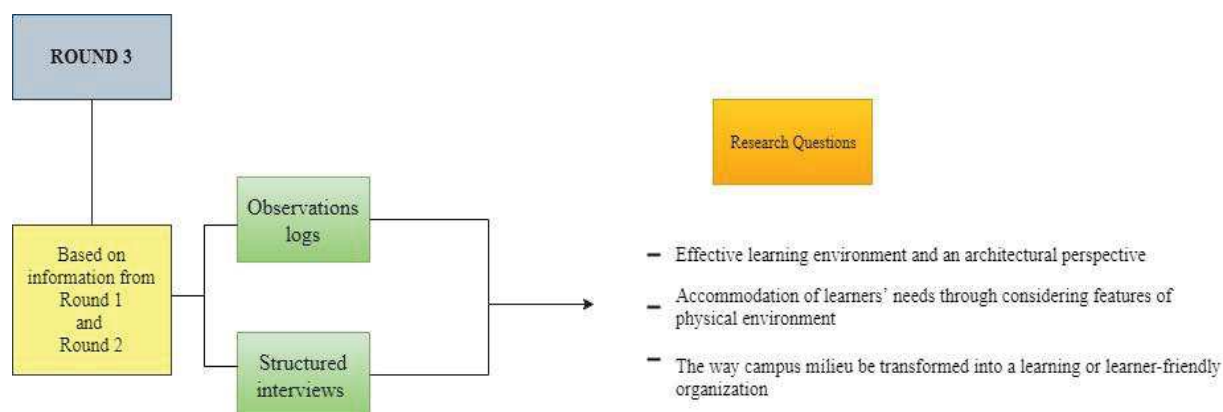 ROUND 3
Research Questions
Observations
logs
Based on
information from
Round 1
and
Round 2
Structured
interviews
– Effective learning environment and an architectural perspective
– Accommodation of learners’ needs through considering features of
physical environment
– The way campus milieu be transformed into a learning or learner-friendly
organization